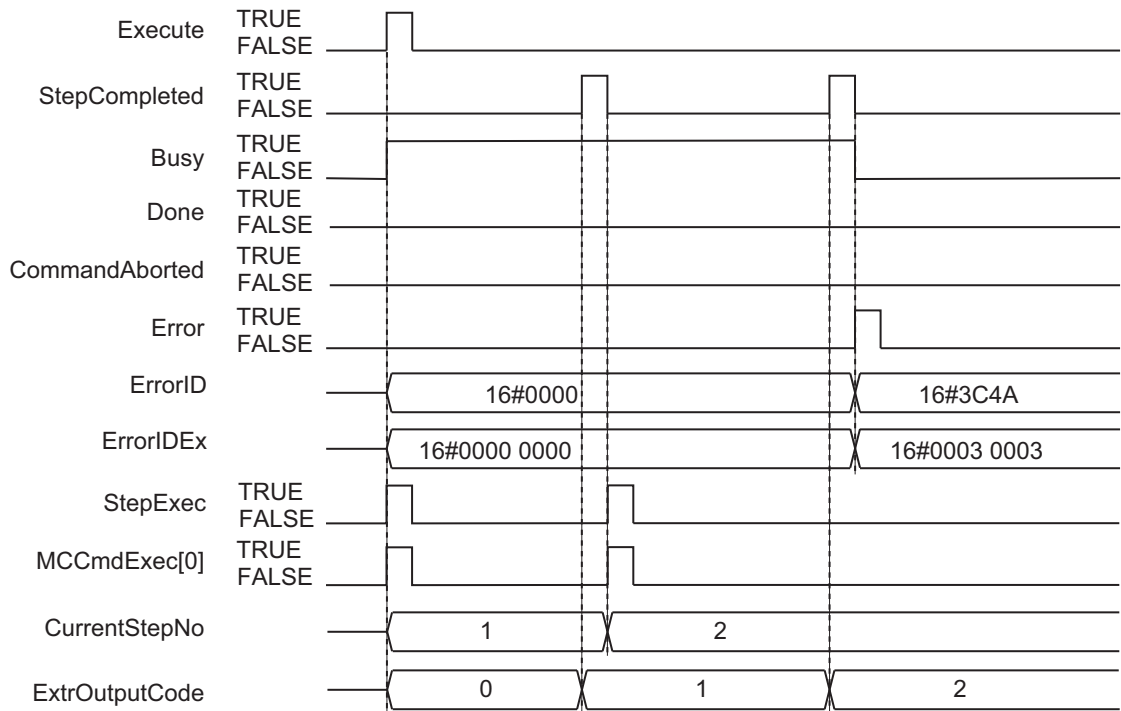 Execute TRUE
FALSE
StepCompleted TRUE
FALSE
Busy TRUE
FALSE
Done TRUE
FALSE
CommandAborted TRUE
FALSE
Error TRUE
FALSE
ErrorID 16#0000 16#3C4A
ErrorIDEx 16#0000 0000 16#0003 0003
StepExec TRUE
FALSE
MCCmdExec[0] TRUE
FALSE
CurrentStepNo 1 2
ExtrOutputCode 0 1 2